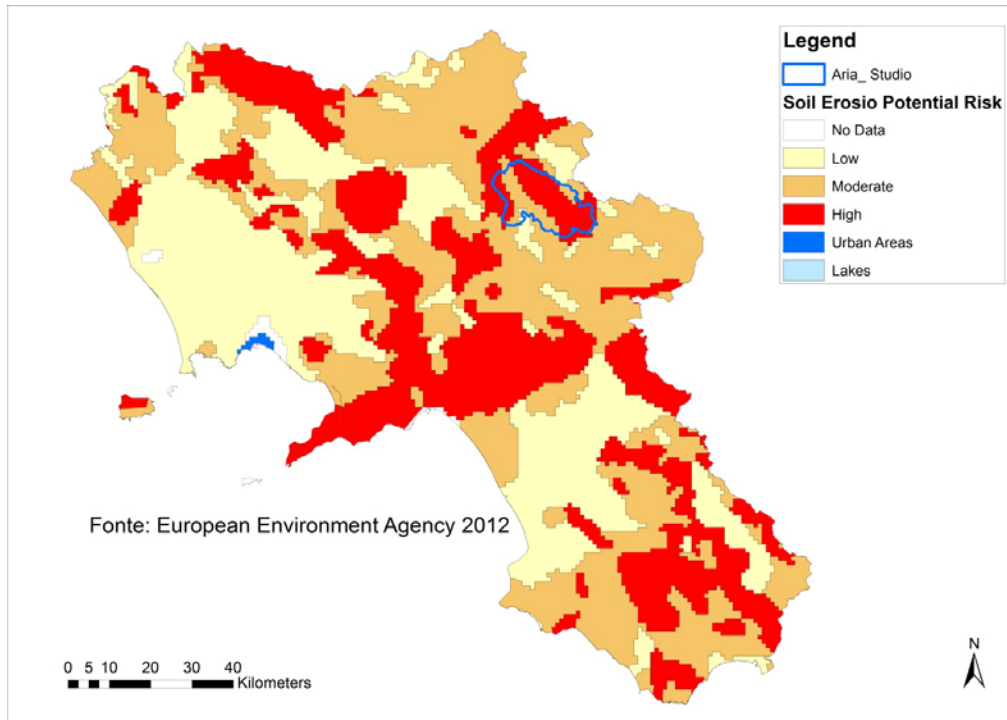 Legend
Aria_ Studio
Soil Erosio Potential Risk
No Data
Low
Moderate
High
Urban Areas
Lakes
Fonte: European Environment Agency 2012
N
0 5 10 20 30 40
Kilometers